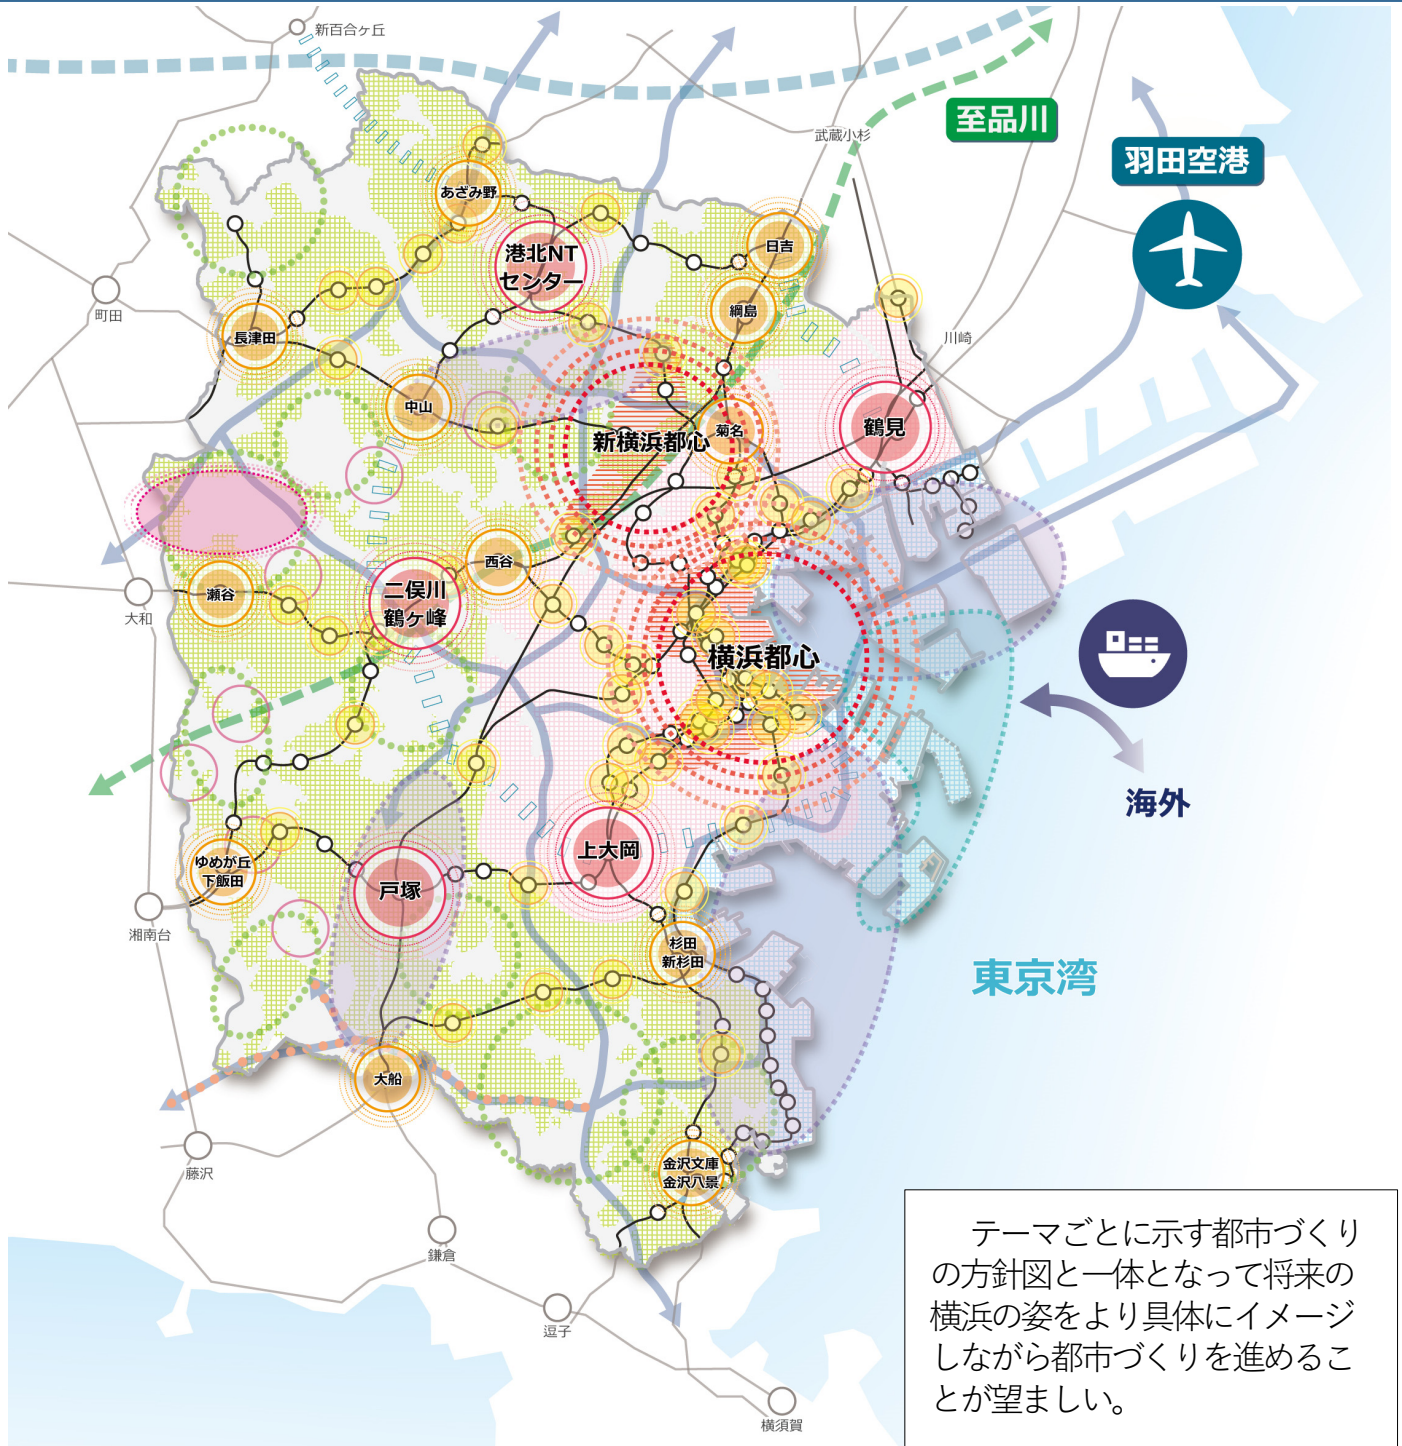 新百合ヶ丘
武蔵小杉
至品川
羽田空港
あざみ野
日吉
港北NT
センター
町田
綱島
長津田
川崎
中山
新横浜都心
菊名
鶴見
西谷
二俣川
鶴ヶ峰
大和
瀬谷
横浜都心
海外
ゆめが丘
下飯田
戸塚
上大岡
湘南台
杉田
新杉田
東京湾
大船
藤沢
金沢文庫
金沢八景
鎌倉
逗子
横須賀
テーマごとに示す都市づくり
の方針図と一体となって将来の
横浜の姿をより具体にイメージ
しながら都市づくりを進めるこ
とが望ましい。